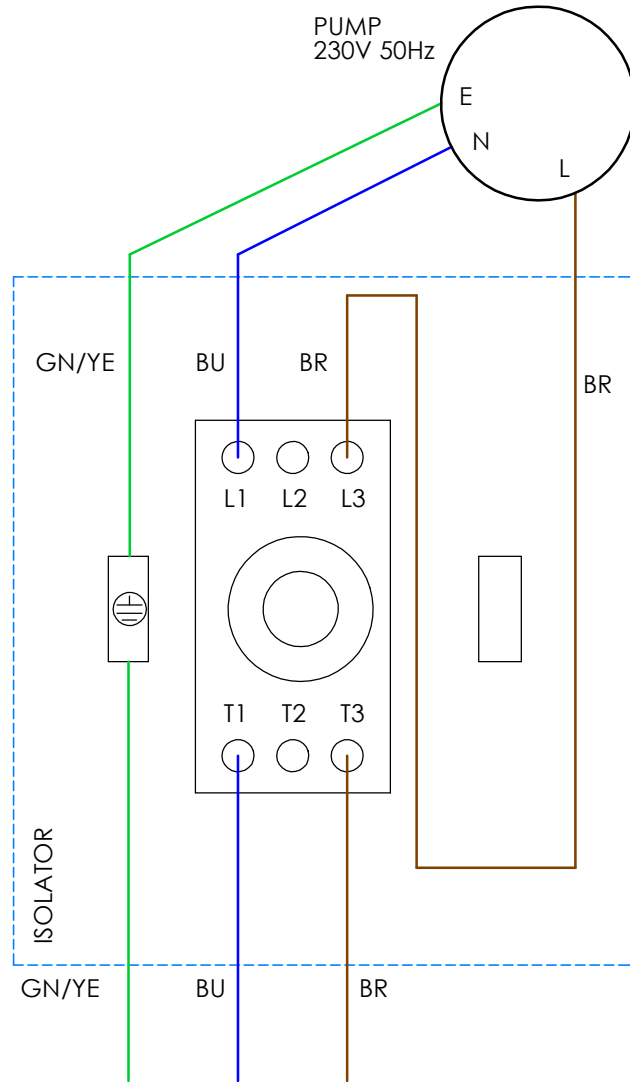 PUMP
230V 50Hz
E
N
L
GN/YE
BU
BR
BR
L1
L2
L3
T1
T2
T3
ISOLATOR
GN/YE
BU
BR